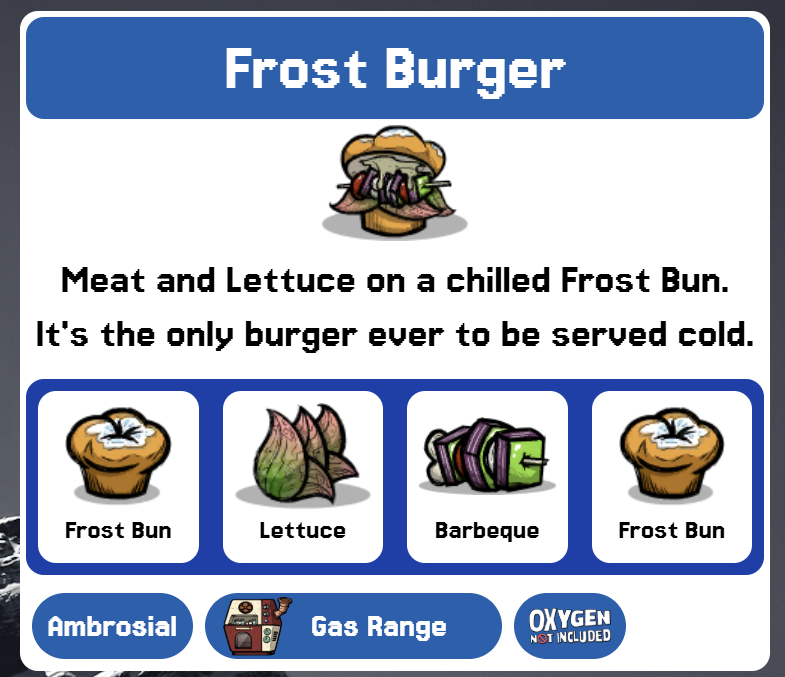 Frost Burger
Meat and Lettuce on a chilled Frost Bun.
It's the only burger ever to be served cold.
Frost Bun
Lettuce
Barbeque
Frost Bun
Ambrosial
Gas Range
OXYGEN
NOT INCLUDED